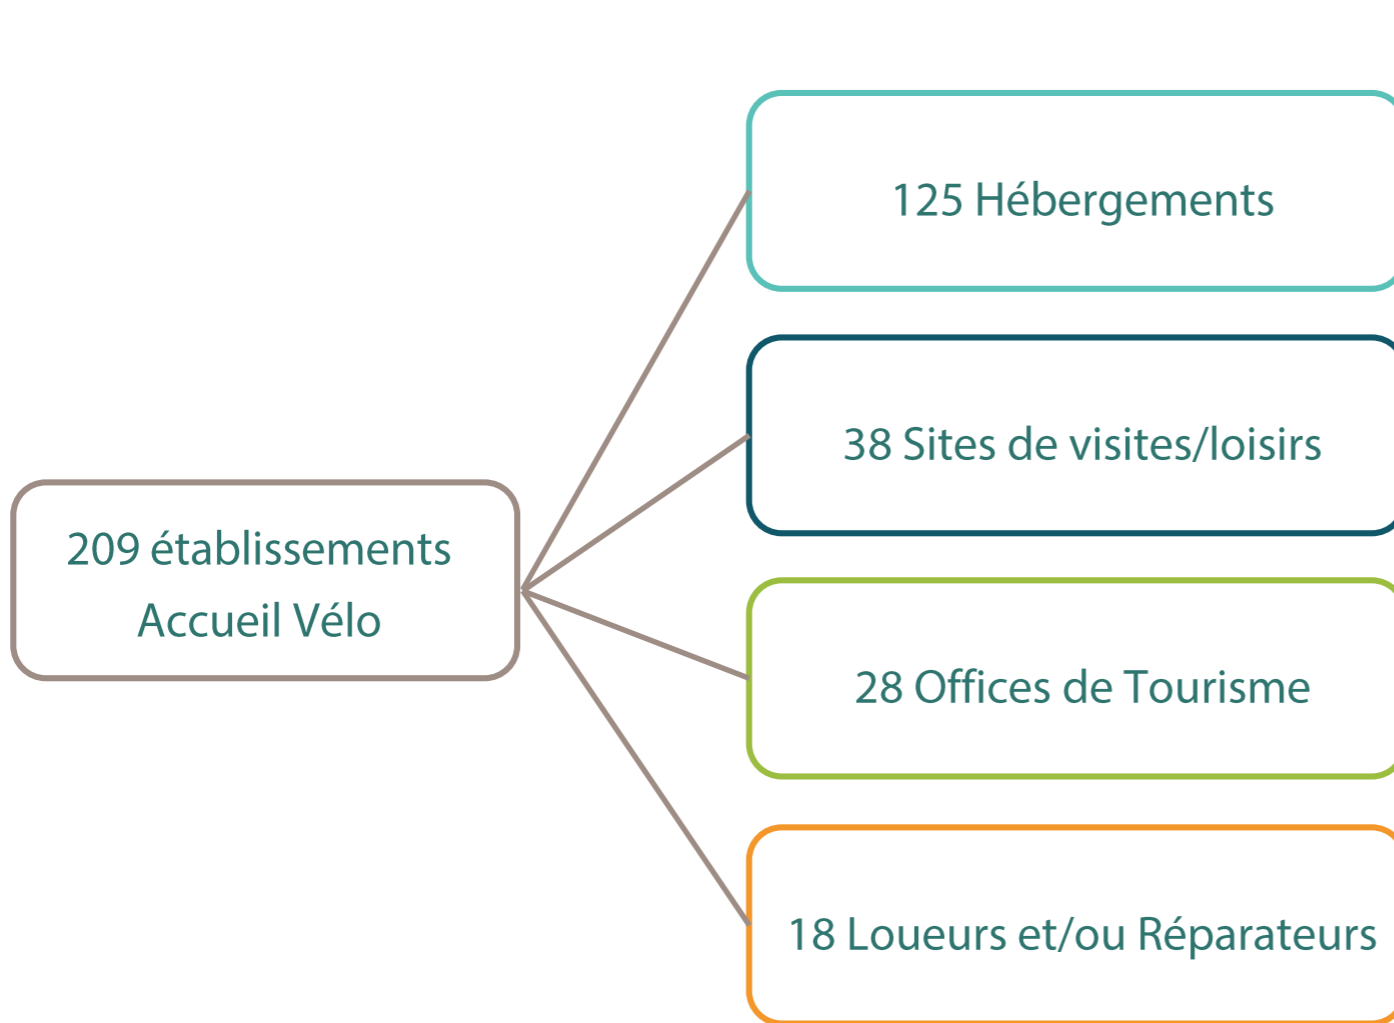 125 Hébergements
38 Sites de visites/loisirs
209 établissements
Accueil Vélo
28 Offices de Tourisme
18 Loueurs et/ou Réparateurs